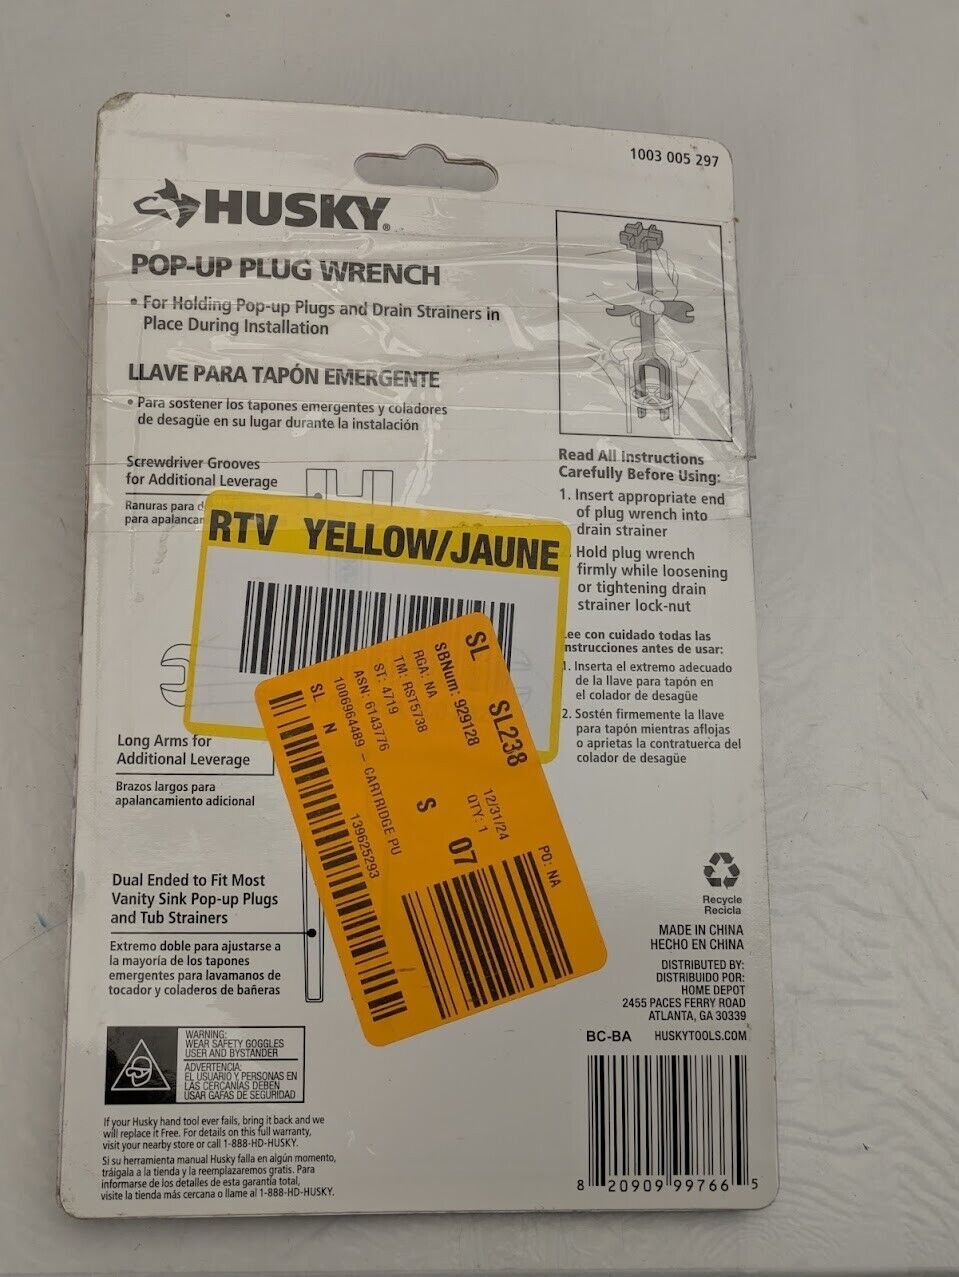 1003 005 297
HUSKY®
POP-UP PLUG WRENCH
• For Holding Pop-up Plugs and Drain Strainers in
Place During Installation
LLAVE PARA TAPÓN EMERGENTE
• Para sostener los tapones emergentes y coladores
de desagüe en su lugar durante la instalación
Screwdriver Grooves
for Additional Leverage
Ranuras para
para apalancar
RTV YELLOW/JAUNE
SL SL238
SBNum: 929128 12/31/24
RGA: NA QTY: 1 PO: NA
TM: RST5738
ST: 4719 S 07
ASN: 6143776
1006964489 – CARTRIDGE PU
SL N 139625293
Long Arms for
Additional Leverage
Brazos largos para
apalancamiento adicional
Dual Ended to Fit Most
Vanity Sink Pop-up Plugs
and Tub Strainers
Extremo doble para ajustarse a
la mayoría de los tapones
emergentes para lavamanos de
tocador y coladeros de bañeras
WARNING:
WEAR SAFETY GOGGLES
USER AND BYSTANDER
ADVERTENCIA:
EL USUARIO Y PERSONAS EN
LAS CERCANÍAS DEBEN
USAR GAFAS DE SEGURIDAD
If your Husky hand tool ever fails, bring it back and we
will replace it Free. For details on this full warranty,
visit your nearby store or call 1-888-HD-HUSKY.
Si su herramienta manual Husky falla en algún momento,
tráigala a la tienda y la reemplazaremos gratis. Para
informarse de los detalles de esta garantía total,
visite la tienda más cercana o llame al 1-888-HD-HUSKY.
Read All Instructions
Carefully Before Using:
1. Insert appropriate end
of plug wrench into
drain strainer
2. Hold plug wrench
firmly while loosening
or tightening drain
strainer lock-nut
Lee con cuidado todas las
instrucciones antes de usar:
1. Inserta el extremo adecuado
de la llave para tapón en
el colador de desagüe
2. Sostén firmemente la llave
para tapón mientras aflojas
o aprietas la contratuerca del
colador de desagüe
Recycle
Recicla
MADE IN CHINA
HECHO EN CHINA
DISTRIBUTED BY:
DISTRIBUIDO POR:
HOME DEPOT
2455 PACES FERRY ROAD
ATLANTA, GA 30339
BC-BA HUSKYTOOLS.COM
8 20909 99766 5